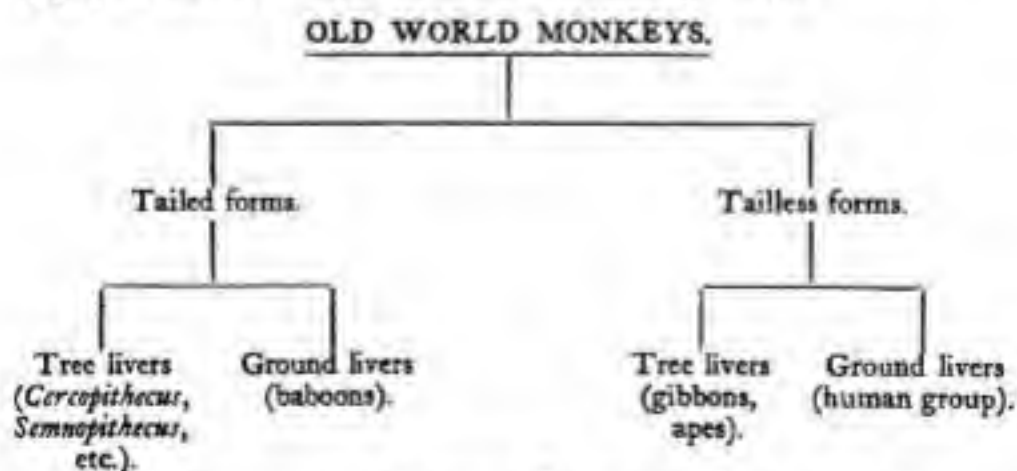 OLD WORLD MONKEYS.
Tailed forms.
Tailless forms.
Tree livers
(Cercopithecus,
Semnopithecus,
etc.).
Ground livers
(baboons).
Tree livers
(gibbons,
apes).
Ground livers
(human group).